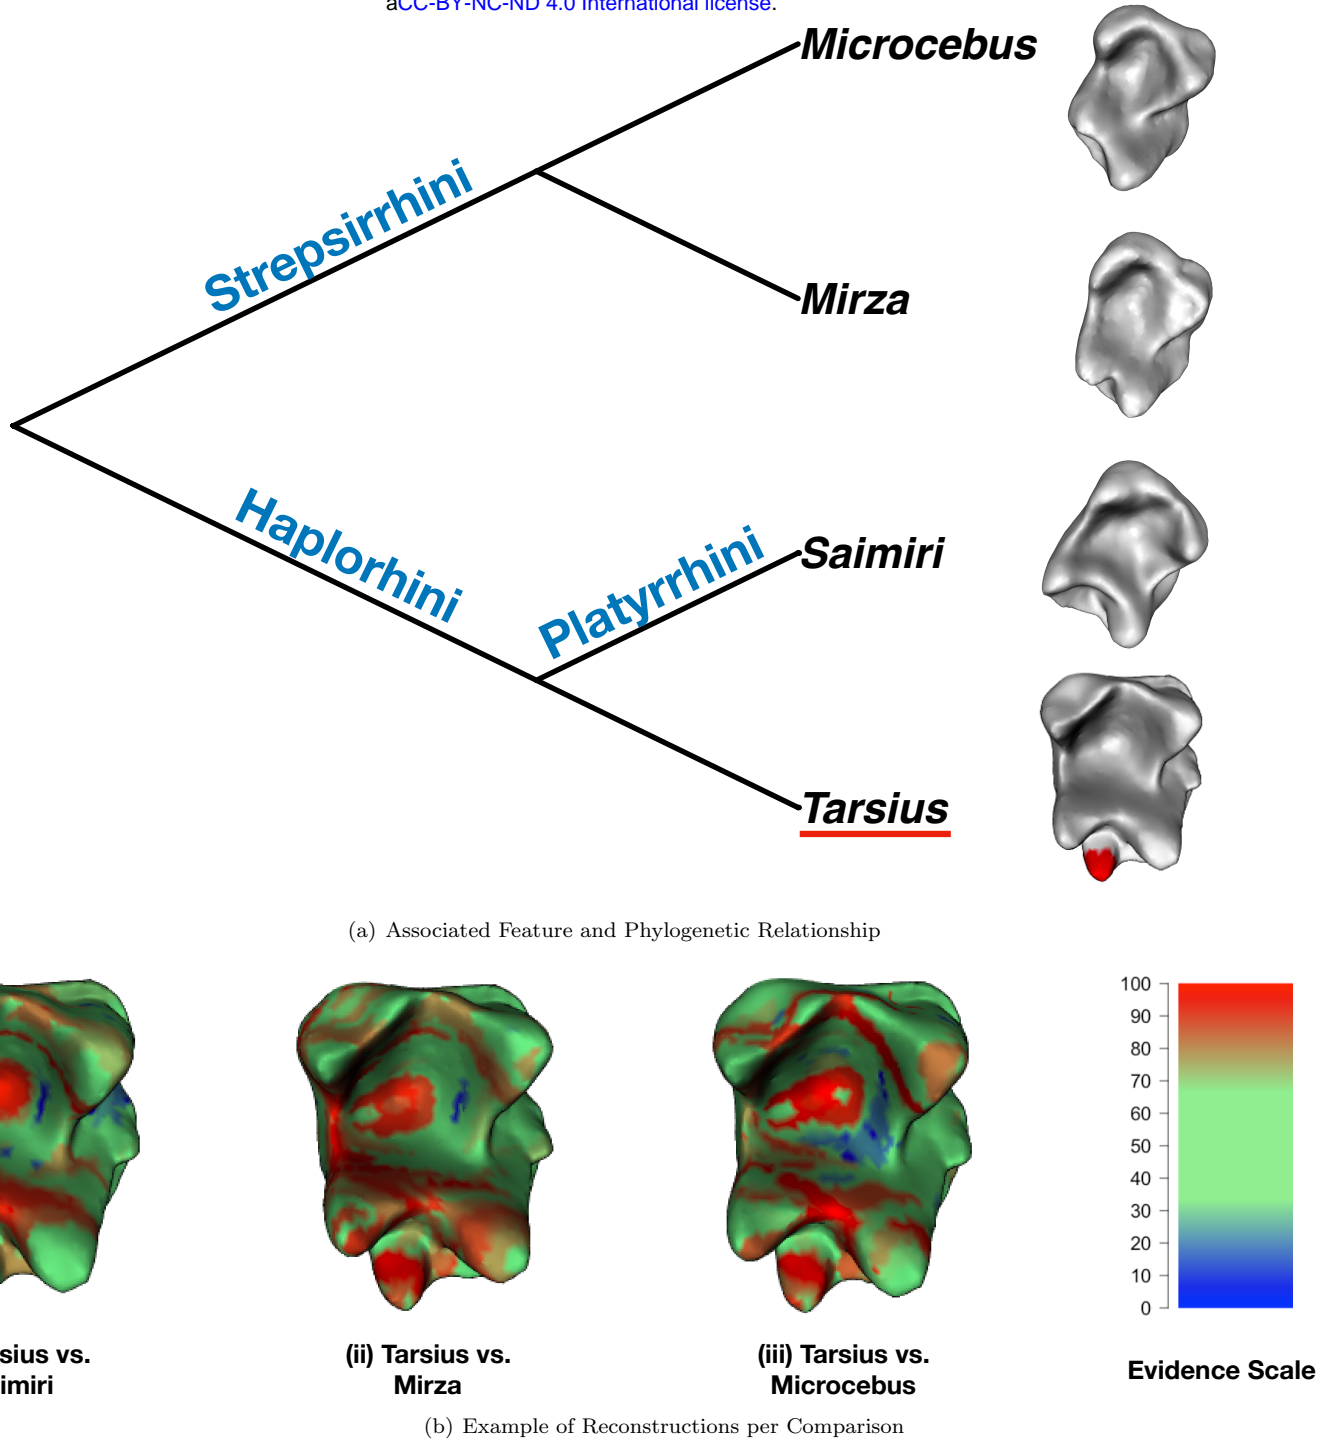 aCC-BY-NC-ND 4.0 International license.
Microcebus
Strepsirrhini
Mirza
Haplorhini
Platyrrhini
Saimiri
Tarsius
(a) Associated Feature and Phylogenetic Relationship
100
90
80
70
60
50
40
30
20
10
0
sius vs.
imiri
(ii) Tarsius vs.
Mirza
(iii) Tarsius vs.
Microcebus
Evidence Scale
(b) Example of Reconstructions per Comparison